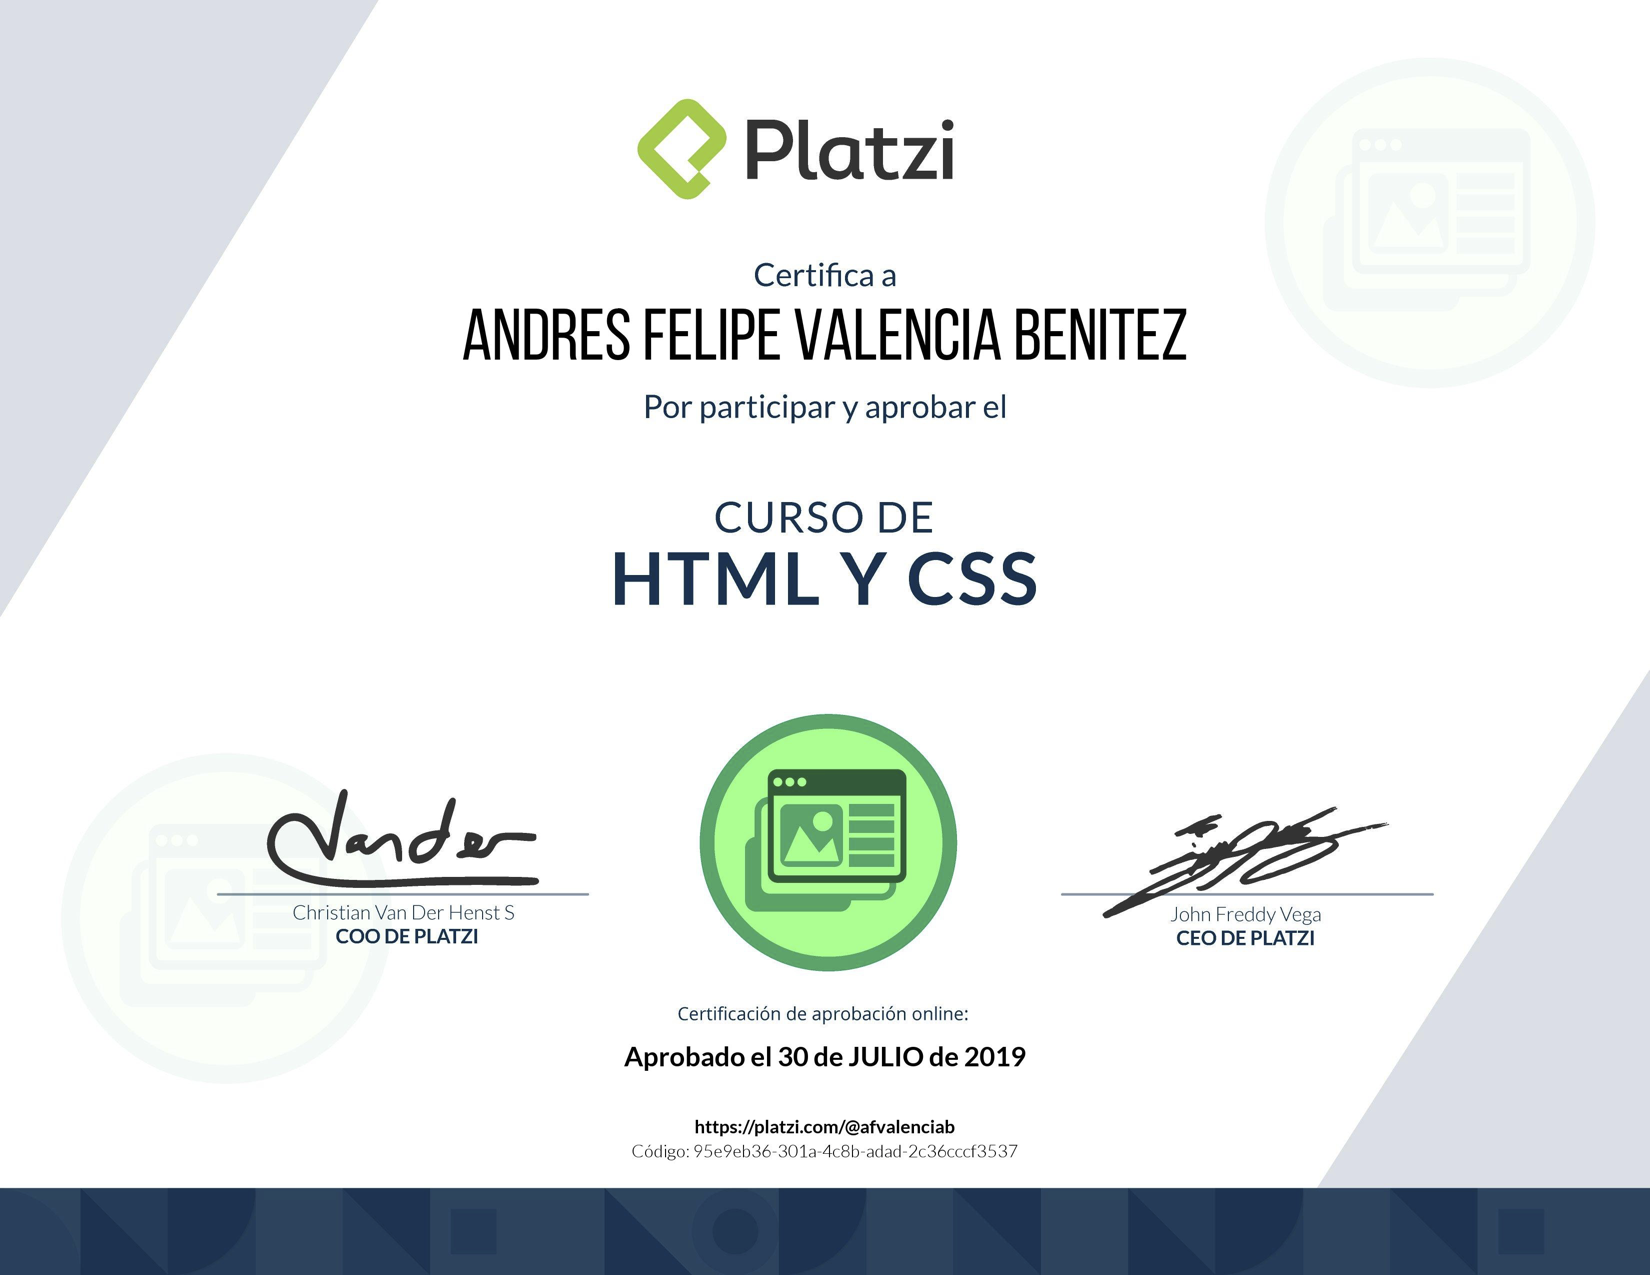 Platzi
Certifica a
ANDRES FELIPE VALENCIA BENITEZ
Por participar y aprobar el
CURSO DE
HTML Y CSS
Vander
Christian Van Der Henst S
COO DE PLATZI
John Freddy Vega
CEO DE PLATZI
Certificación de aprobación online:
Aprobado el 30 de JULIO de 2019
https://platzi.com/@afvalenciab
Código: 95e9eb36-301a-4c8b-adad-2c36cccf3537